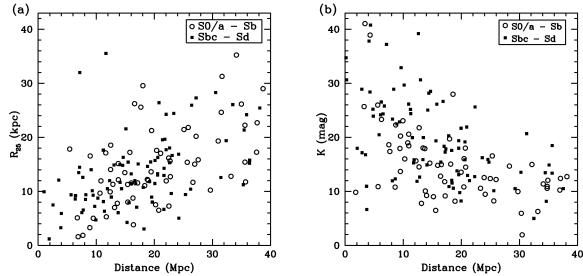 (a)
S0/a - Sb
Sbc - Sd
40
30
20
10
0
R25 (kpc)
0 10 20 30 40
Distance (Mpc)
(b)
S0/a - Sb
Sbc - Sd
40
30
20
10
0
K (mag)
0 10 20 30 40
Distance (Mpc)